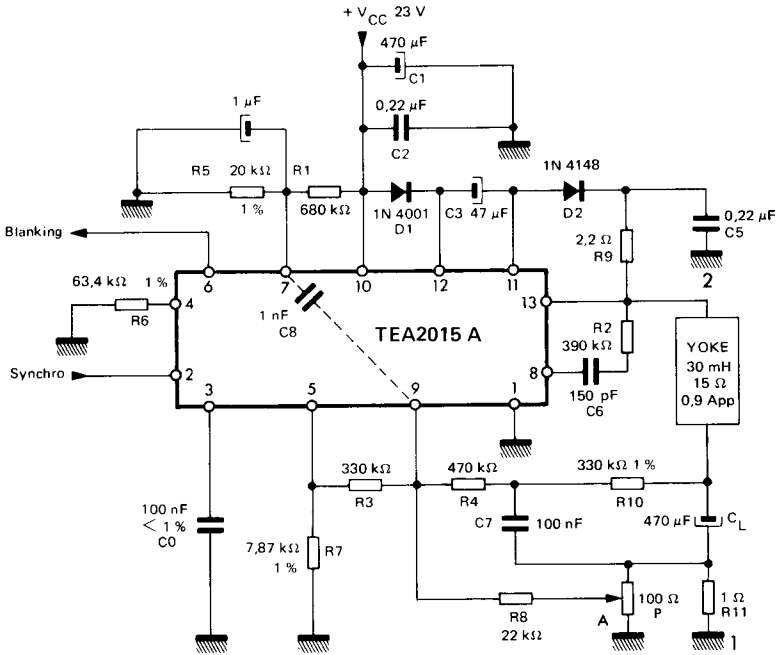 + VCC 23 V
470 µF
C1
1 µF
0,22 µF
C2
R5
20 kΩ
1 %
R1
680 kΩ
1N 4001
D1
C3
47 µF
1N 4148
D2
0,22 µF
C5
2
2,2 Ω
R9
Blanking
6
7
10
12
11
63,4 kΩ
1 %
R6
4
1 nF
C8
TEA2015 A
13
R2
390 kΩ
YOKE
30 mH
15 Ω
0,9 App
Synchro
2
8
150 pF
C6
3
5
9
1
330 kΩ
R3
470 kΩ
R4
330 kΩ 1 %
R10
100 nF
< 1 %
C0
7,87 kΩ
1 %
R7
C7
100 nF
470 µF
CL
R8
22 kΩ
A
100 Ω
P
1 Ω
R11
1